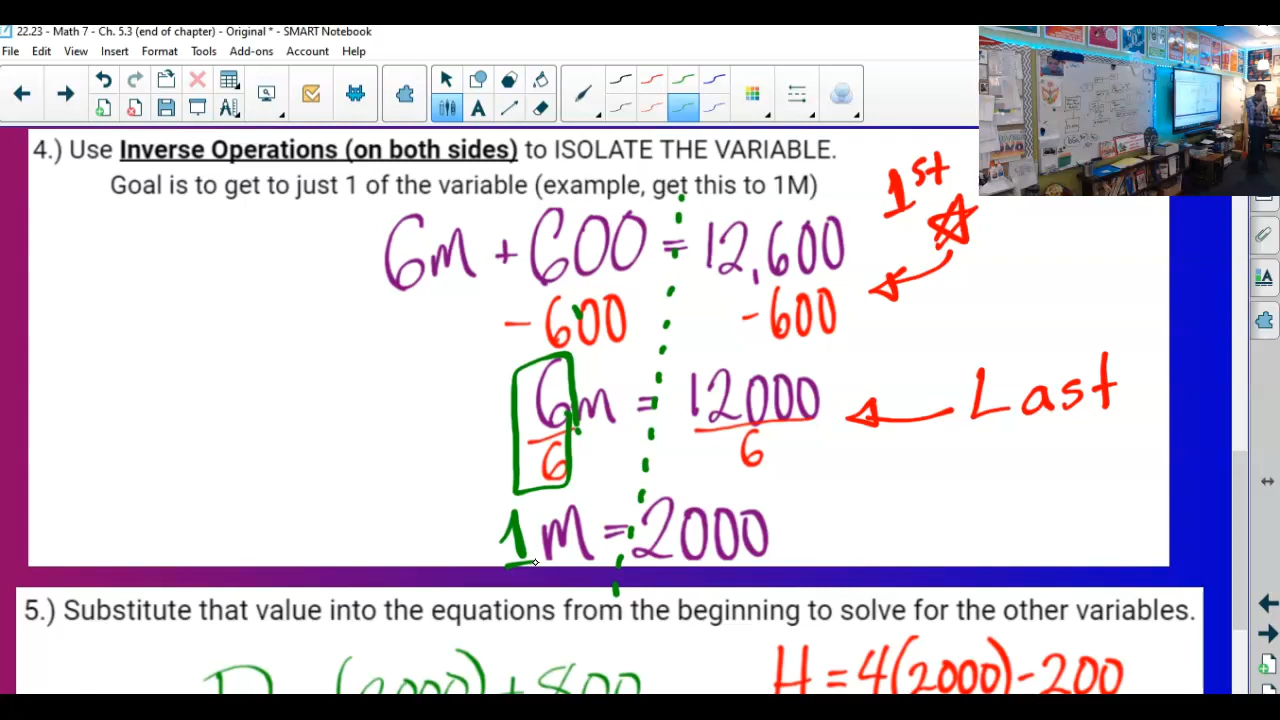 22.23 - Math 7 - Ch. 5.3 (end of chapter) - Original * - SMART Notebook
File Edit View Insert Format Tools Add-ons Account Help
4.) Use Inverse Operations (on both sides) to ISOLATE THE VARIABLE.
Goal is to get to just 1 of the variable (example, get this to 1M)
1st
6m + 600 = 12,600
- 600 - 600
6m = 12000 Last
6 6
1m = 2000
5.) Substitute that value into the equations from the beginning to solve for the other variables.
(2000) + 800 H = 4(2000) - 200